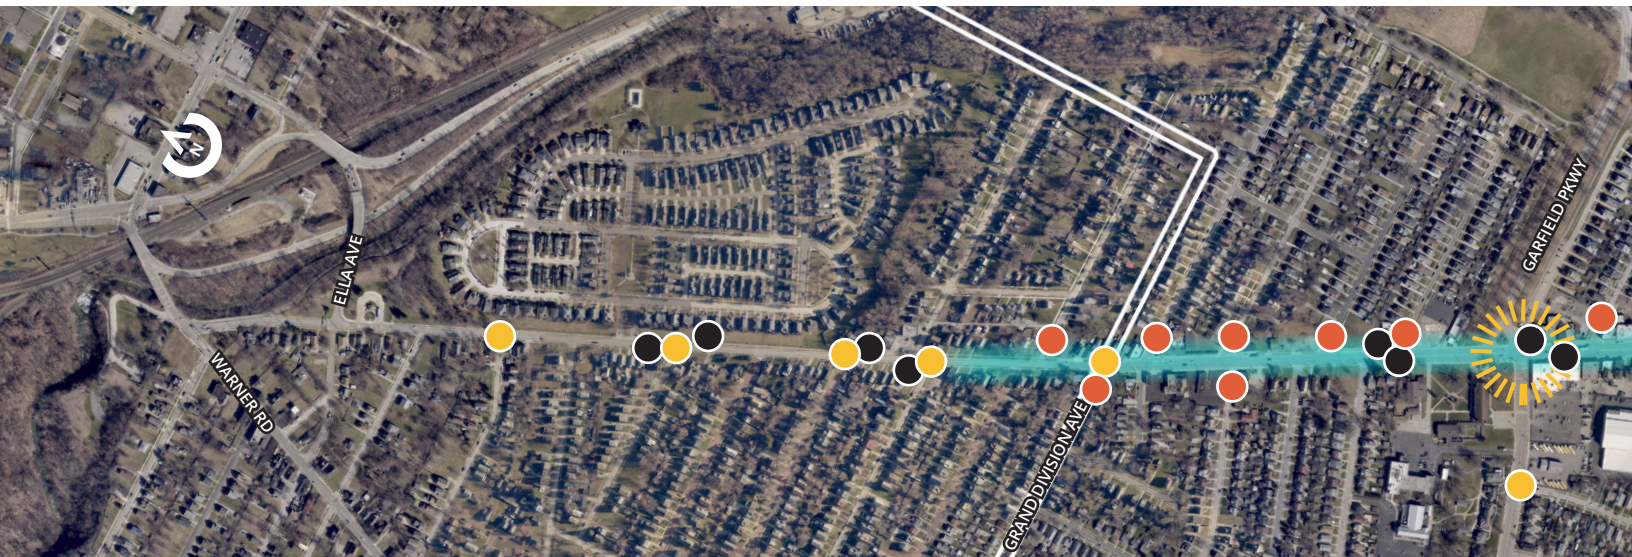 N
ELLA AVE
WARNER RD
GRAND DIVISION AVE
GARFIELD PKWY